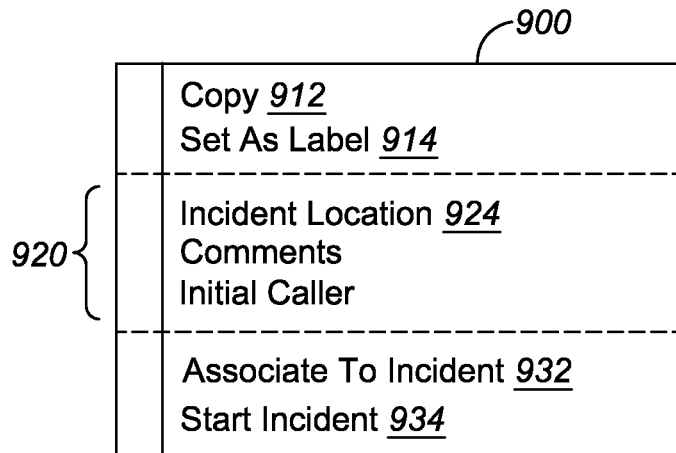 900
Copy 912
Set As Label 914
Incident Location 924
920
Comments
Initial Caller
Associate To Incident 932
Start Incident 934